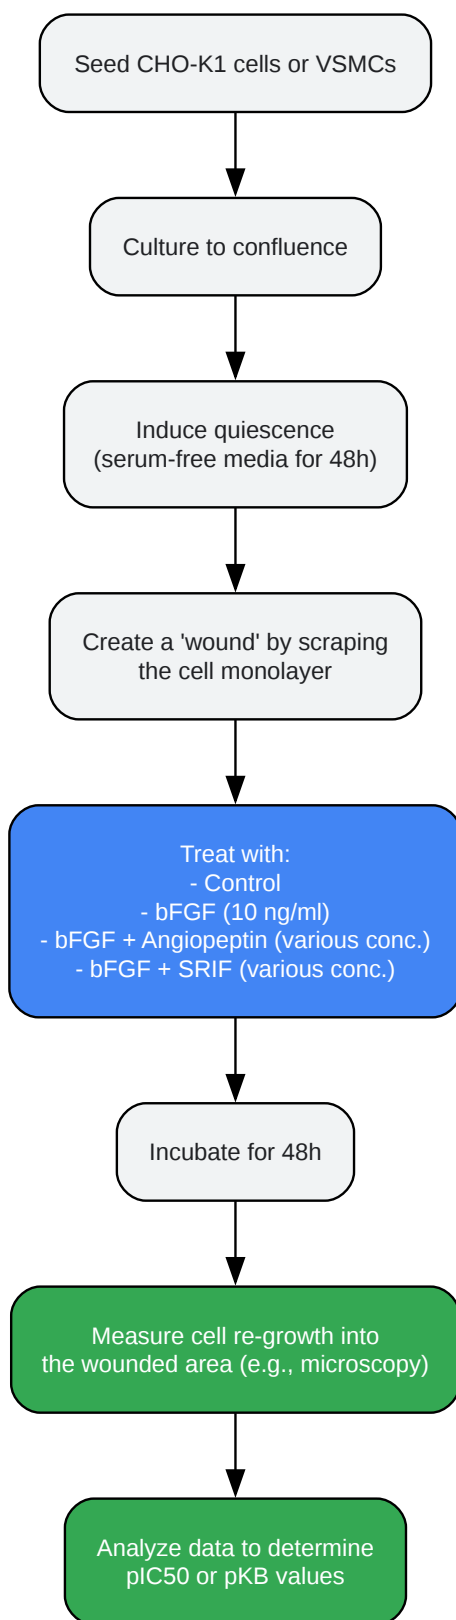 Seed CHO-K1 cells or VSMCs
Culture to confluence
Induce quiescence
(serum-free media for 48h)
Create a 'wound' by scraping
the cell monolayer
Treat with:
- Control
- bFGF (10 ng/ml)
- bFGF + Angiopeptin (various conc.)
- bFGF + SRIF (various conc.)
Incubate for 48h
Measure cell re-growth into
the wounded area (e.g., microscopy)
Analyze data to determine
pIC50 or pKB values